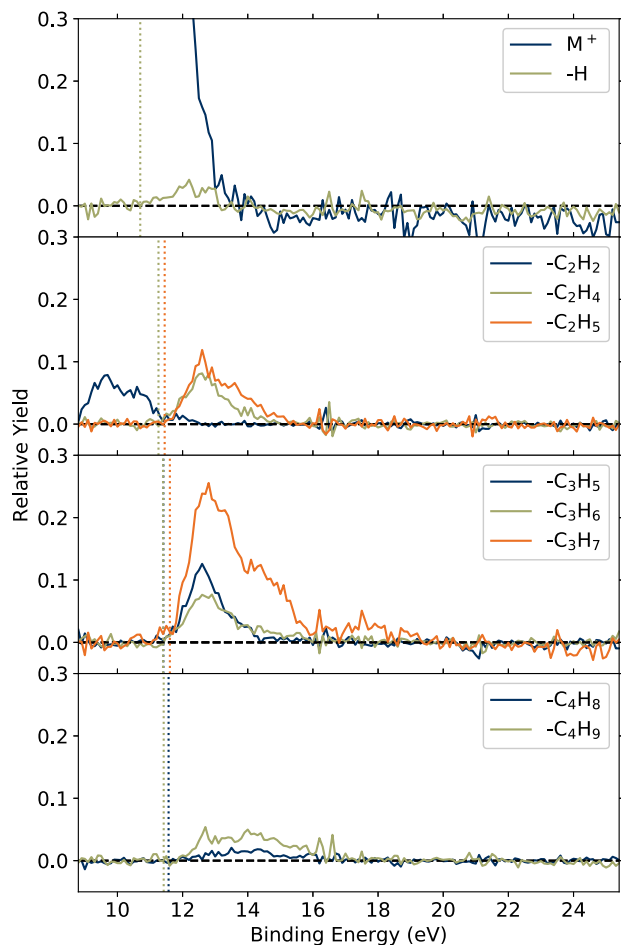 0.3
0.2
0.1
0.0
M⁺
-H
0.3
0.2
0.1
0.0
-C₂H₂
-C₂H₄
-C₂H₅
0.3
0.2
0.1
0.0
-C₃H₅
-C₃H₆
-C₃H₇
0.3
0.2
0.1
0.0
-C₄H₈
-C₄H₉
Relative Yield
10 12 14 16 18 20 22 24
Binding Energy (eV)